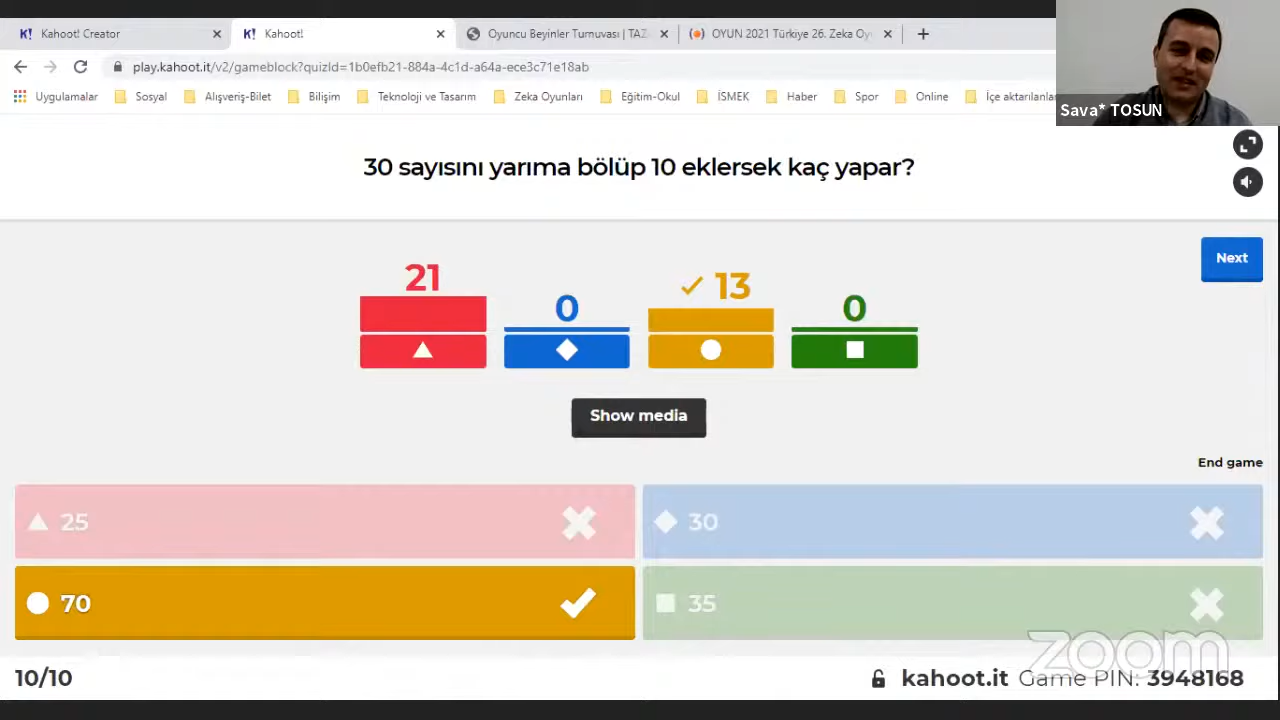 K! Kahoot! Creator
K! Kahoot!
Oyuncu Beyinler Turnuvası | TAZ
OYUN 2021 Türkiye 26. Zeka Oy
play.kahoot.it/v2/gameblock?quizId=1b0efb21-884a-4c1d-a64a-ece3c71e18ab
Uygulamalar Sosyal Alışveriş-Bilet Bilişim Teknoloji ve Tasarım Zeka Oyunları Eğitim-Okul İSMEK Haber Spor Online İçe aktarılanlar
Sava* TOSUN
30 sayısını yarıma bölüp 10 eklersek kaç yapar?
Next
21 0 13 0
Show media
End game
25
30
70
35
zoom
10/10
kahoot.it Game PIN: 3948168